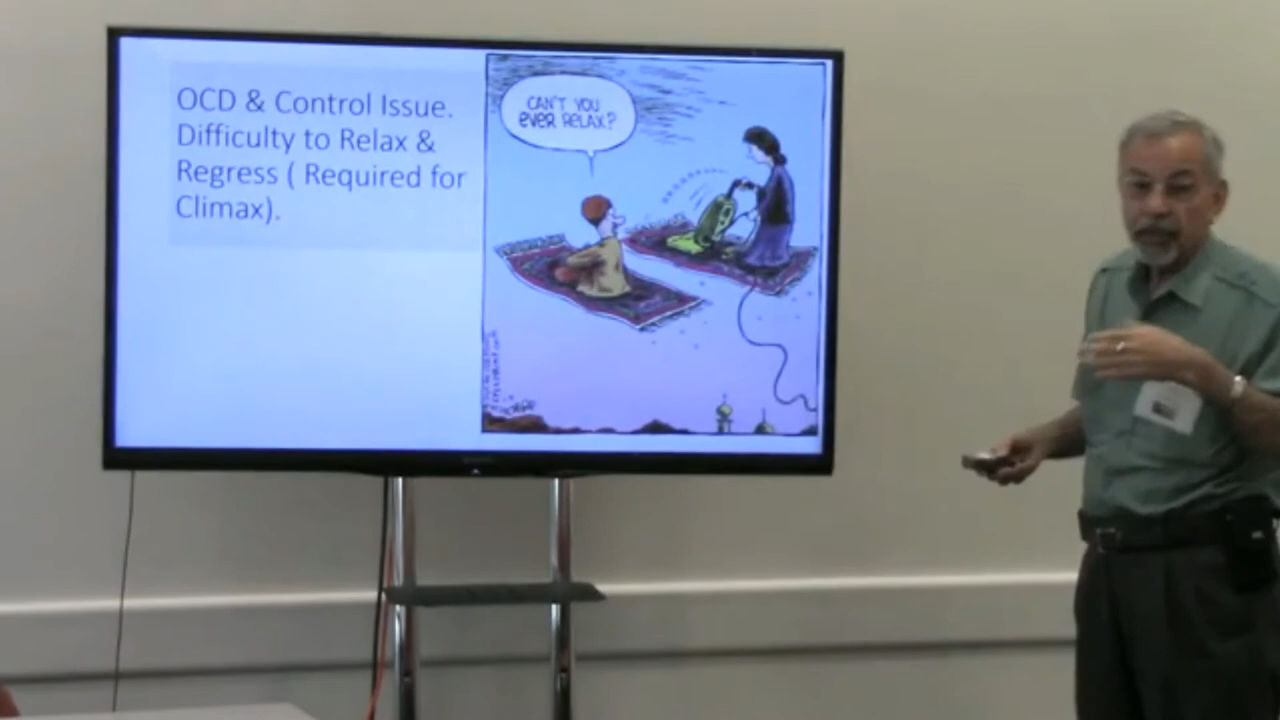 OCD & Control Issue.
Difficulty to Relax &
Regress ( Required for
Climax).
CAN'T YOU
EVER RELAX?